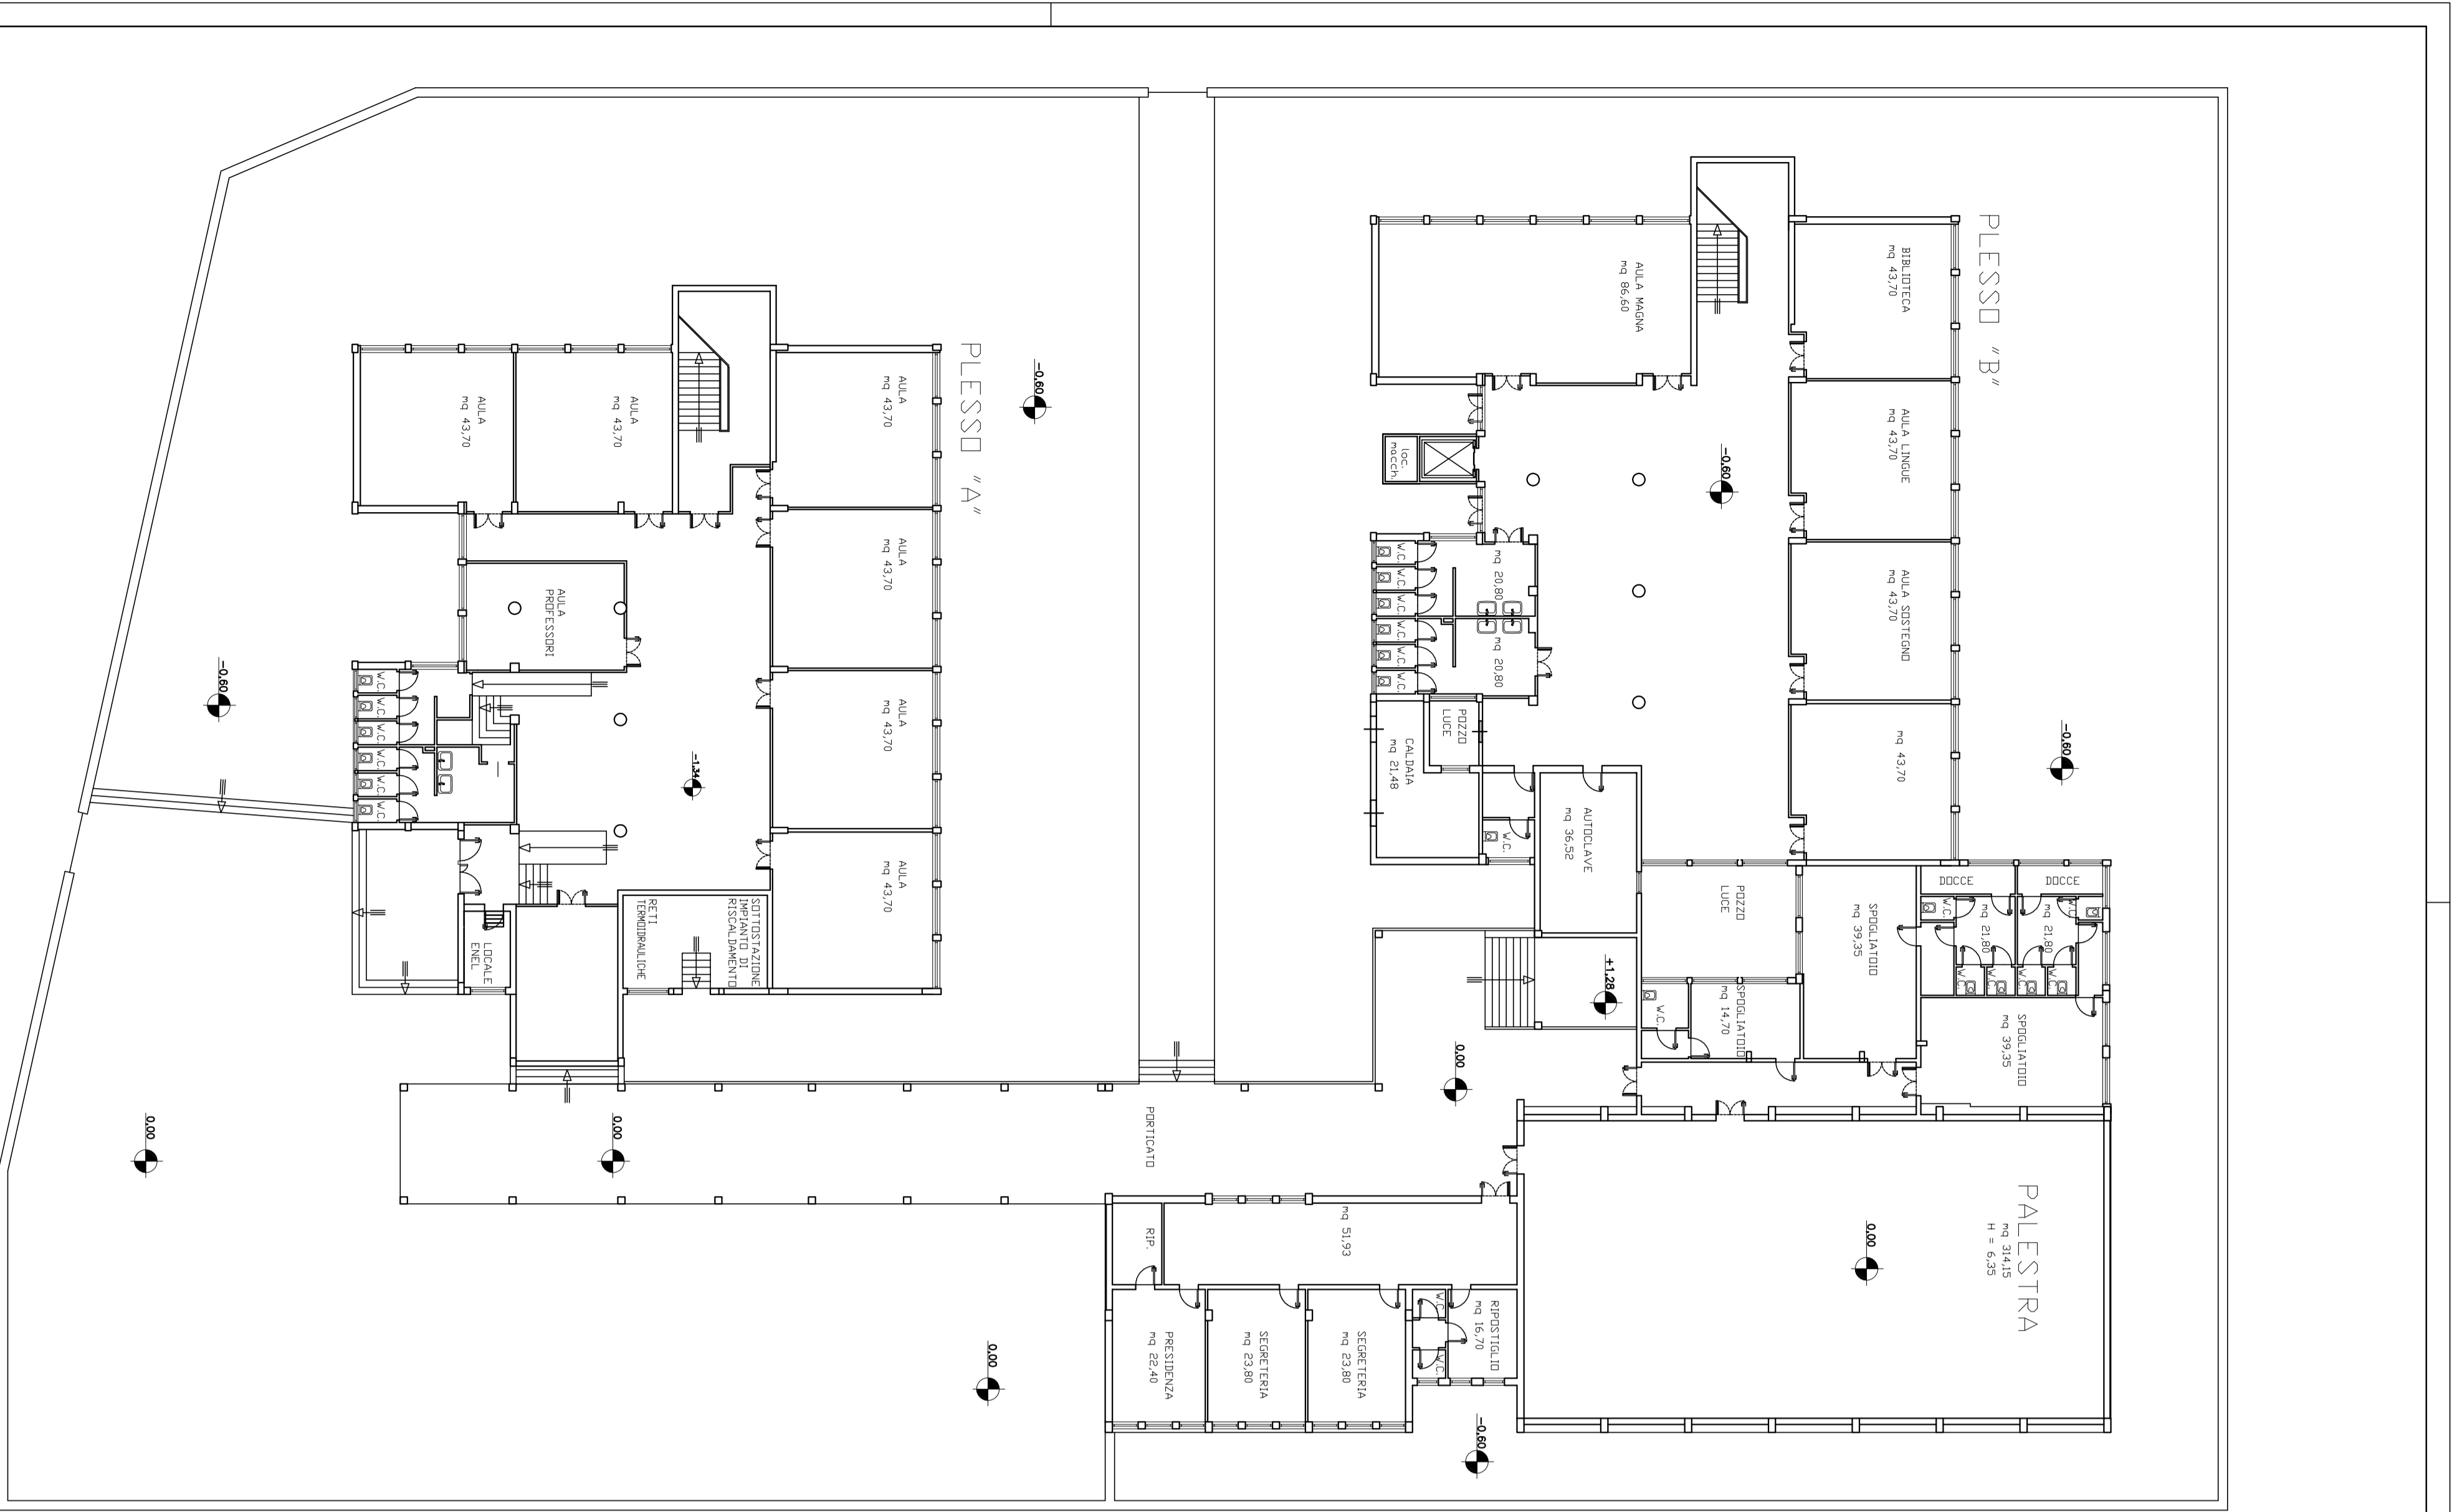 PLESSO "B"
BIBLIOTECA
mq 43,70
AULA LINGUE
mq 43,70
AULA SOSTEGNO
mq 43,70
mq 43,70
-0,60
AULA MAGNA
mq 86,60
-0,60
loc.
macch.
mq 20,80
mq 20,80
W.C.
W.C.
W.C.
W.C.
W.C.
W.C.
POZZO
LUCE
CALDAIA
mq 21,48
W.C.
AUTOCLAVE
mq 36,52
POZZO
LUCE
SPOGLIATOIO
mq 39,35
DOCCE
DOCCE
W.C.
mq 21,80
mq 21,80
W.C.
W.C.
W.C.
W.C.
W.C.
SPOGLIATOIO
mq 39,35
SPOGLIATOIO
mq 14,70
W.C.
+1,28
0,00
PALESTRA
mq 314,15
H = 6,35
0,00
PORTICATO
mq 51,93
RIP.
PRESIDENZA
mq 22,40
SEGRETERIA
mq 23,80
SEGRETERIA
mq 23,80
W.C.
W.C.
RIPOSTIGLIO
mq 16,70
-0,60
0,00
PLESSO "A"
-0,60
AULA
mq 43,70
AULA
mq 43,70
AULA
mq 43,70
AULA
mq 43,70
AULA
mq 43,70
AULA
mq 43,70
AULA
PROFESSORI
-1,34
W.C.
W.C.
W.C.
W.C.
W.C.
W.C.
SOTTOSTAZIONE
IMPIANTO DI
RISCALDAMENTO
RETI
TERMOIDRAULICHE
LOCALE
ENEL
-0,60
0,00
0,00